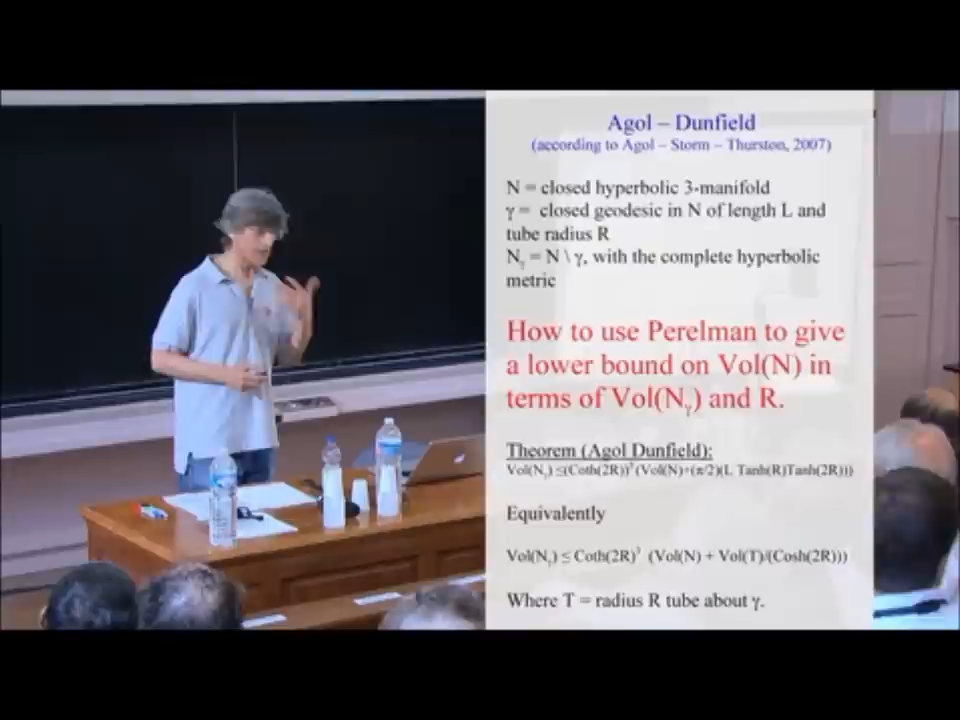 Agol – Dunfield
(according to Agol – Storm – Thurston, 2007)
N = closed hyperbolic 3-manifold
γ = closed geodesic in N of length L and
tube radius R
Nγ = N \ γ, with the complete hyperbolic
metric
How to use Perelman to give
a lower bound on Vol(N) in
terms of Vol(Nγ) and R.
Theorem (Agol Dunfield):
Vol(Nγ) ≤(Coth(2R))³ (Vol(N)+(π/2)(L Tanh(R)Tanh(2R)))
Equivalently
Vol(Nγ) ≤ Coth(2R)³ (Vol(N) + Vol(T)/(Cosh(2R)))
Where T = radius R tube about γ.